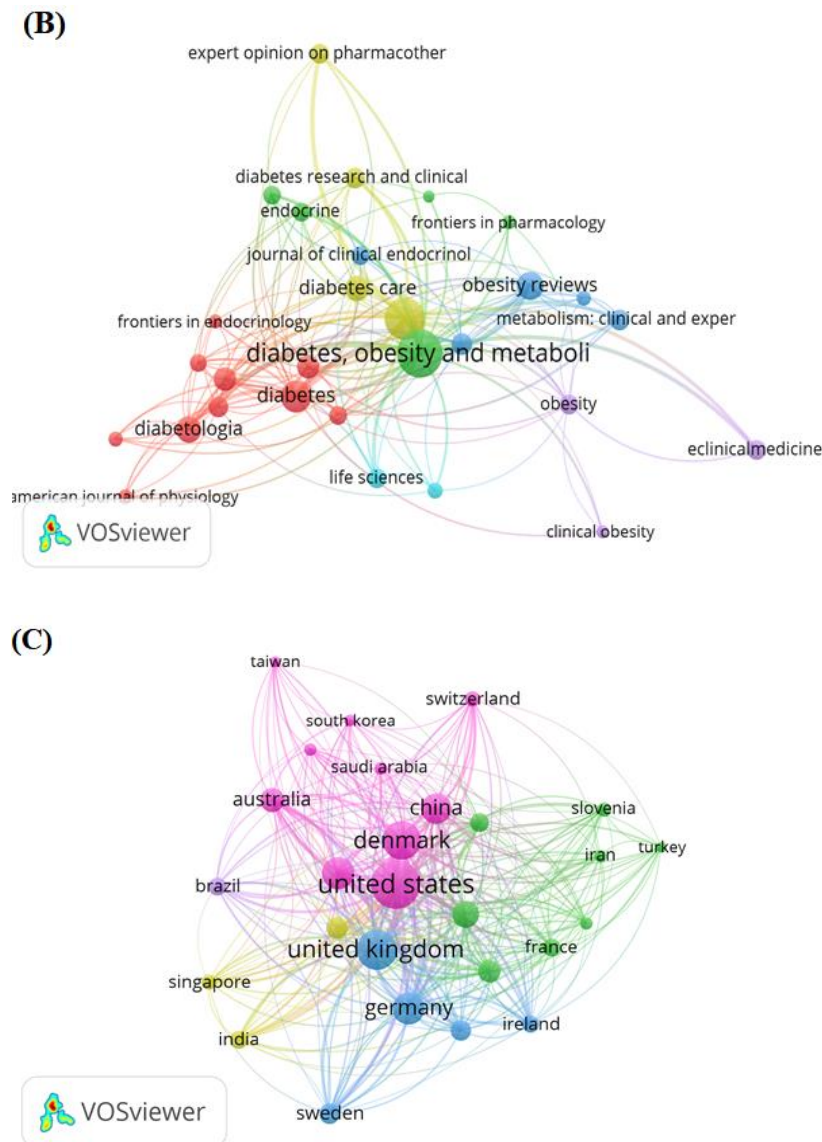 (B)
expert opinion on pharmacother
diabetes research and clinical
endocrine
frontiers in pharmacology
journal of clinical endocrinol
diabetes care
obesity reviews
frontiers in endocrinology
metabolism: clinical and exper
diabetes, obesity and metaboli
diabetes
obesity
diabetologia
eclinicalmedicine
life sciences
american journal of physiology
clinical obesity
VOSviewer
(C)
taiwan
switzerland
south korea
saudi arabia
australia
china
slovenia
denmark
turkey
iran
united states
brazil
united kingdom
france
singapore
germany
ireland
india
sweden
VOSviewer